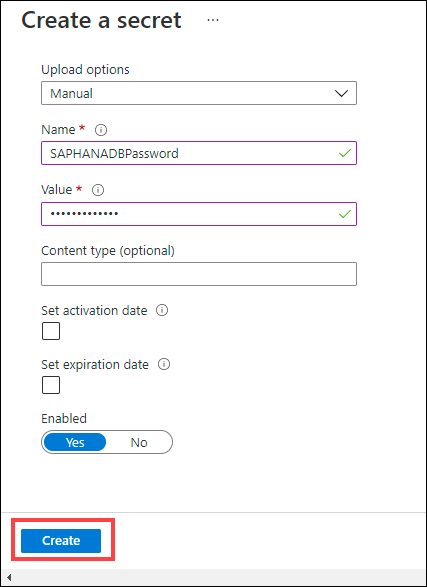 Create a secret ...
Upload options
Manual
Name *
SAPHANADBPassword
Value *
•••••••••••••
Content type (optional)
Set activation date
Set expiration date
Enabled
Yes No
Create